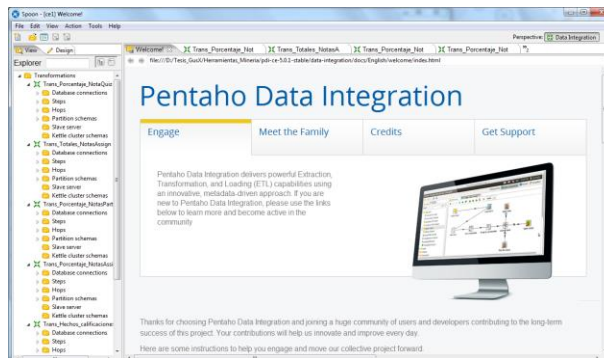 Spoon - [ce1] Welcome!
File Edit View Action Tools Help
Perspective: Data Integration
View Design
Welcome! Trans_Porcentaje_Not Trans_Totales_NotasA Trans_Porcentaje_Not Trans_Porcentaje_Not
Explorer
file:///D:/Tesis_GusX/Herramientas_Mineria/pdi-ce-5.0.1-stable/data-integration/docs/English/welcome/index.html
Transformations
Trans_Porcentaje_NotaQuic
Database connections
Steps
Hops
Partition schemas
Slave server
Kettle cluster schemas
Trans_Totales_NotasAssign
Database connections
Steps
Hops
Partition schemas
Slave server
Kettle cluster schemas
Trans_Porcentaje_NotasPart
Database connections
Steps
Hops
Partition schemas
Slave server
Kettle cluster schemas
Trans_Porcentaje_NotasAssi
Database connections
Steps
Hops
Partition schemas
Slave server
Kettle cluster schemas
Trans_Hechos_calificacione
Database connections
Steps
Hops
Pentaho Data Integration
Engage Meet the Family Credits Get Support
Pentaho Data Integration delivers powerful Extraction,
Transformation, and Loading (ETL) capabilities using
an innovative, metadata-driven approach. If you are
new to Pentaho Data Integration, please use the links
below to learn more and become active in the
community
Thanks for choosing Pentaho Data Integration and joining a huge community of users and developers contributing to the long-term
success of this project. Your contributions will help us innovate and improve every day.
Here are some instructions to help you engage and move our collective project forward.